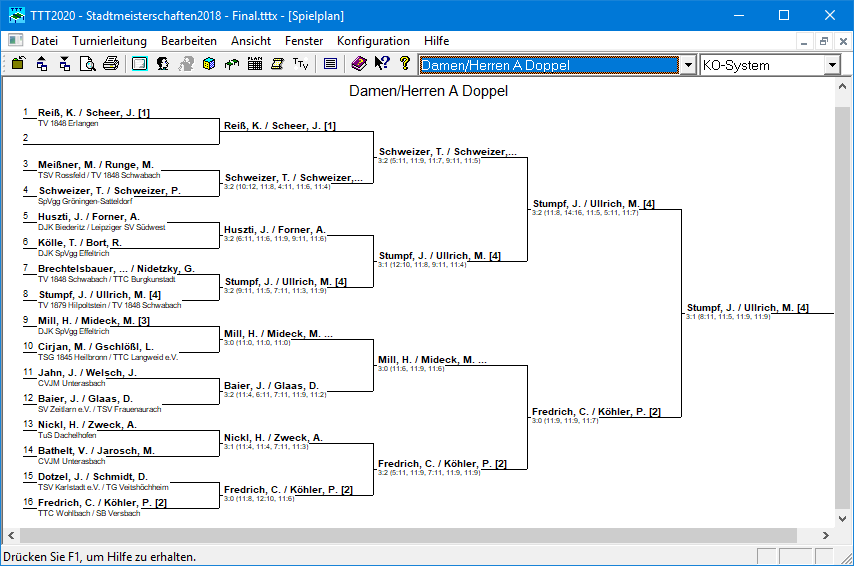 TTT2020 - Stadtmeisterschaften2018 - Final.tttx - [Spielplan]
Datei Turnierleitung Bearbeiten Ansicht Fenster Konfiguration Hilfe
Damen/Herren A Doppel KO-System
Damen/Herren A Doppel
1 Reiß, K. / Scheer, J. [1]
TV 1848 Erlangen
2
3 Meißner, M. / Runge, M.
TSV Rossfeld / TV 1848 Schwabach
4 Schweizer, T. / Schweizer, P.
SpVgg Gröningen-Satteldorf
5 Huszti, J. / Forner, A.
DJK Biederitz / Leipziger SV Südwest
6 Kölle, T. / Bort, R.
DJK SpVgg Effeltrich
7 Brechtelsbauer, ... / Nidetzky, G.
TV 1848 Schwabach / TTC Burgkunstadt
8 Stumpf, J. / Ullrich, M. [4]
TV 1879 Hilpoltstein / TV 1848 Schwabach
9 Mill, H. / Mideck, M. [3]
DJK SpVgg Effeltrich
10 Cirjan, M. / Gschlößl, L.
TSG 1845 Heilbronn / TTC Langweid e.V.
11 Jahn, J. / Welsch, J.
CVJM Unterasbach
12 Baier, J. / Glaas, D.
SV Zeitlarn e.V. / TSV Frauenaurach
13 Nickl, H. / Zweck, A.
TuS Dachelhofen
14 Bathelt, V. / Jarosch, M.
CVJM Unterasbach
15 Dotzel, J. / Schmidt, D.
TSV Karlstadt e.V. / TG Veitshöchheim
16 Fredrich, C. / Köhler, P. [2]
TTC Wohlbach / SB Versbach
Reiß, K. / Scheer, J. [1]
Schweizer, T. / Schweizer,...
3:2 (10:12, 11:8, 4:11, 11:6, 11:4)
Huszti, J. / Forner, A.
3:2 (6:11, 11:6, 11:9, 9:11, 11:6)
Stumpf, J. / Ullrich, M. [4]
3:2 (9:11, 11:5, 7:11, 11:3, 11:9)
Mill, H. / Mideck, M. ...
3:0 (11:0, 11:0, 11:0)
Baier, J. / Glaas, D.
3:2 (11:4, 6:11, 7:11, 11:9, 11:2)
Nickl, H. / Zweck, A.
3:1 (11:4, 11:4, 7:11, 11:3)
Fredrich, C. / Köhler, P. [2]
3:0 (11:8, 12:10, 11:6)
Schweizer, T. / Schweizer,...
3:2 (5:11, 11:9, 11:7, 9:11, 11:5)
Stumpf, J. / Ullrich, M. [4]
3:1 (12:10, 11:8, 9:11, 11:4)
Mill, H. / Mideck, M. ...
3:0 (11:6, 11:9, 11:6)
Fredrich, C. / Köhler, P. [2]
3:2 (5:11, 11:9, 7:11, 11:9, 11:9)
Stumpf, J. / Ullrich, M. [4]
3:2 (11:8, 14:16, 11:5, 5:11, 11:7)
Fredrich, C. / Köhler, P. [2]
3:0 (11:9, 11:9, 11:7)
Stumpf, J. / Ullrich, M. [4]
3:1 (8:11, 11:5, 11:9, 11:9)
Drücken Sie F1, um Hilfe zu erhalten.